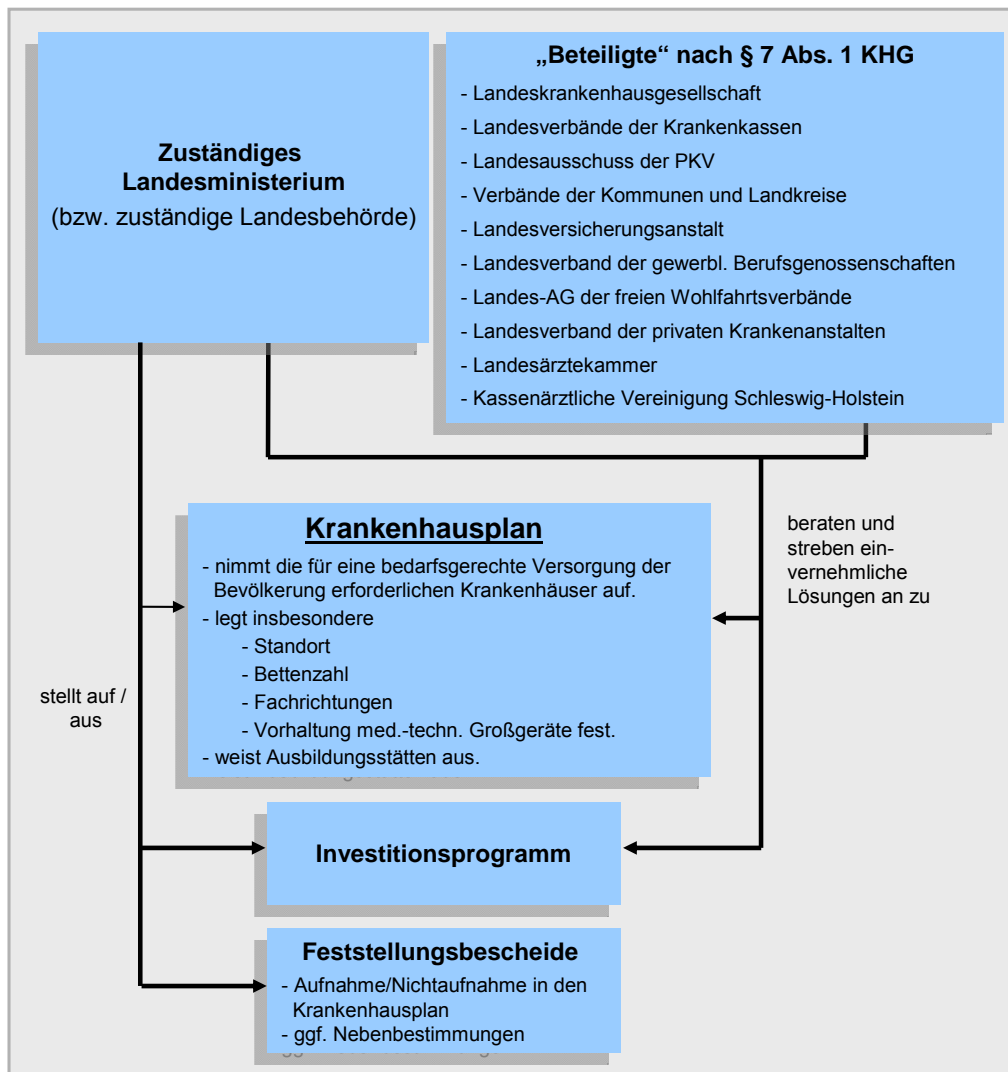 Zuständiges
Landesministerium
(bzw. zuständige Landesbehörde)
„Beteiligte“ nach § 7 Abs. 1 KHG
- Landeskrankenhausgesellschaft
- Landesverbände der Krankenkassen
- Landesausschuss der PKV
- Verbände der Kommunen und Landkreise
- Landesversicherungsanstalt
- Landesverband der gewerbl. Berufsgenossenschaften
- Landes-AG der freien Wohlfahrtsverbände
- Landesverband der privaten Krankenanstalten
- Landesärztekammer
- Kassenärztliche Vereinigung Schleswig-Holstein
Krankenhausplan
- nimmt die für eine bedarfsgerechte Versorgung der
Bevölkerung erforderlichen Krankenhäuser auf.
- legt insbesondere
- Standort
- Bettenzahl
- Fachrichtungen
- Vorhaltung med.-techn. Großgeräte fest.
- weist Ausbildungsstätten aus.
beraten und
streben ein-
vernehmliche
Lösungen an zu
stellt auf /
aus
Investitionsprogramm
Feststellungsbescheide
- Aufnahme/Nichtaufnahme in den
Krankenhausplan
- ggf. Nebenbestimmungen